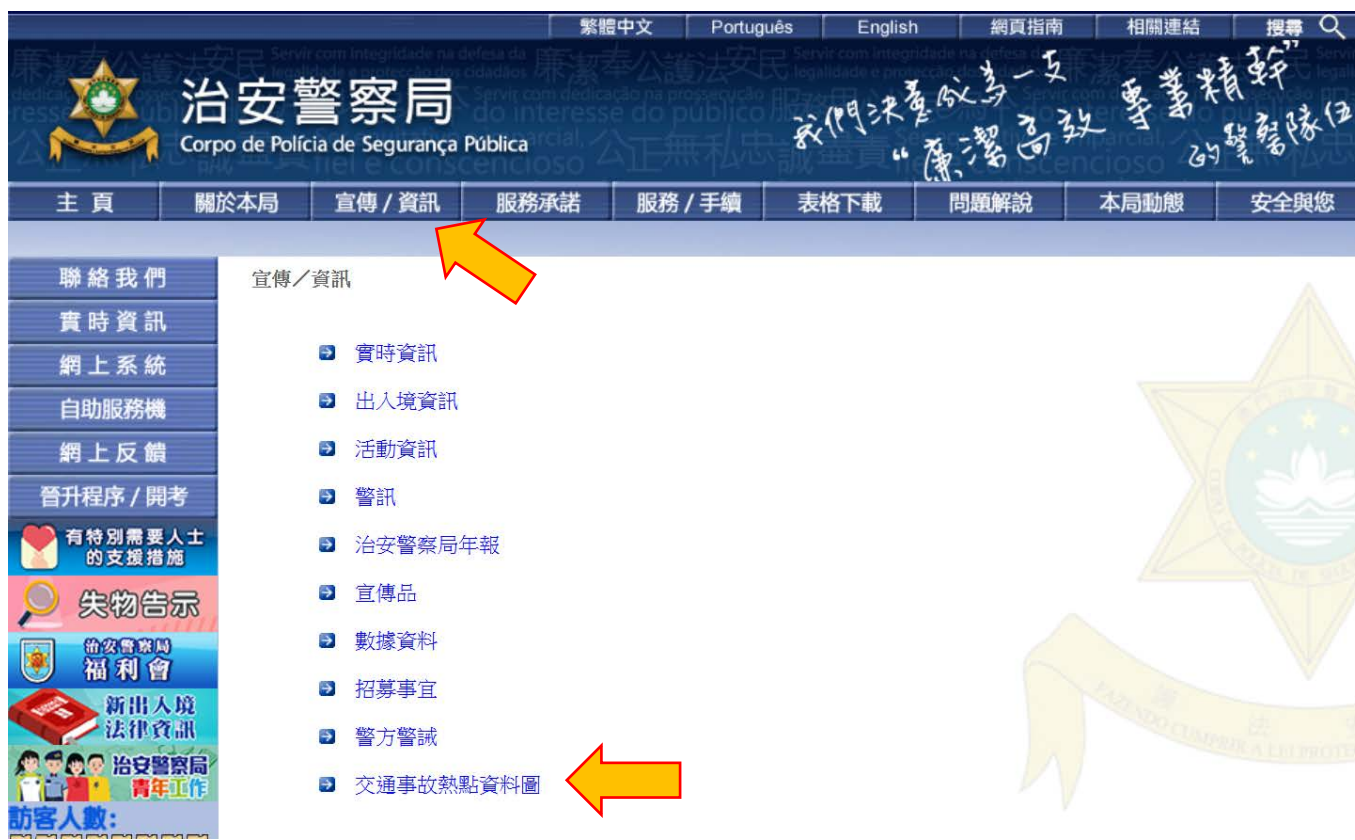 繁體中文 Português English 網頁指南 相關連結 搜尋
治安警察局
Corpo de Polícia de Segurança Pública
我們決意成為一支
“廉潔高效 專業精幹”
的警察隊伍
主頁 關於本局 宣傳 / 資訊 服務承諾 服務 / 手續 表格下載 問題解說 本局動態 安全與您
聯絡我們
實時資訊
網上系統
自助服務機
網上反饋
晉升程序 / 開考
有特別需要人士
的支援措施
失物告示
治安警察局
福利會
新出入境
法律資訊
治安警察局
青年工作
訪客人數:
宣傳／資訊
實時資訊
出入境資訊
活動資訊
警訊
治安警察局年報
宣傳品
數據資料
招募事宜
警方警誡
交通事故熱點資料圖